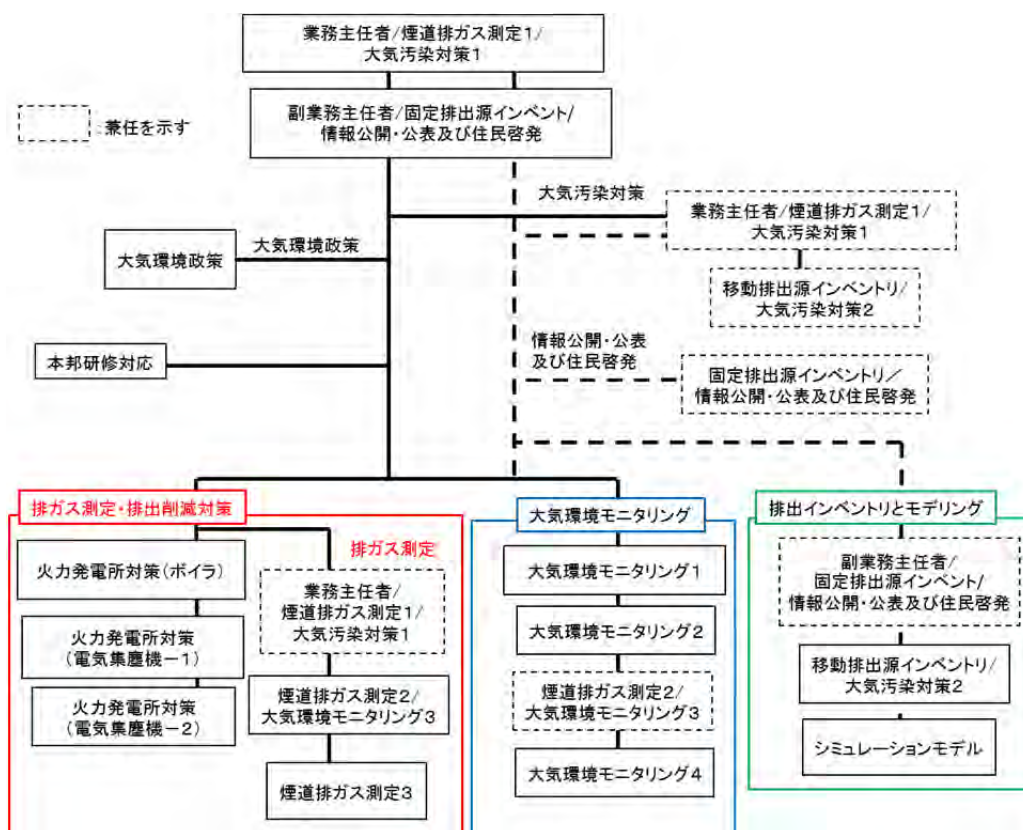 業務主任者/煙道排ガス測定1/
大気汚染対策1
副業務主任者/固定排出源インベント/
情報公開・公表及び住民啓発
:兼任を示す
大気汚染対策
業務主任者/煙道排ガス測定1/
大気汚染対策1
大気環境政策
大気環境政策
移動排出源インベントリ/
大気汚染対策2
本邦研修対応
情報公開・公表
及び住民啓発
固定排出源インベントリ/
情報公開・公表及び住民啓発
排ガス測定・排出削減対策
排ガス測定
火力発電所対策(ボイラ)
火力発電所対策
(電気集塵機-1)
火力発電所対策
(電気集塵機-2)
業務主任者/
煙道排ガス測定1/
大気汚染対策1
煙道排ガス測定2/
大気環境モニタリング3
煙道排ガス測定3
大気環境モニタリング
大気環境モニタリング1
大気環境モニタリング2
煙道排ガス測定2/
大気環境モニタリング3
大気環境モニタリング4
排出インベントリとモデリング
副業務主任者/
固定排出源インベント/
情報公開・公表及び住民啓発
移動排出源インベントリ/
大気汚染対策2
シミュレーションモデル